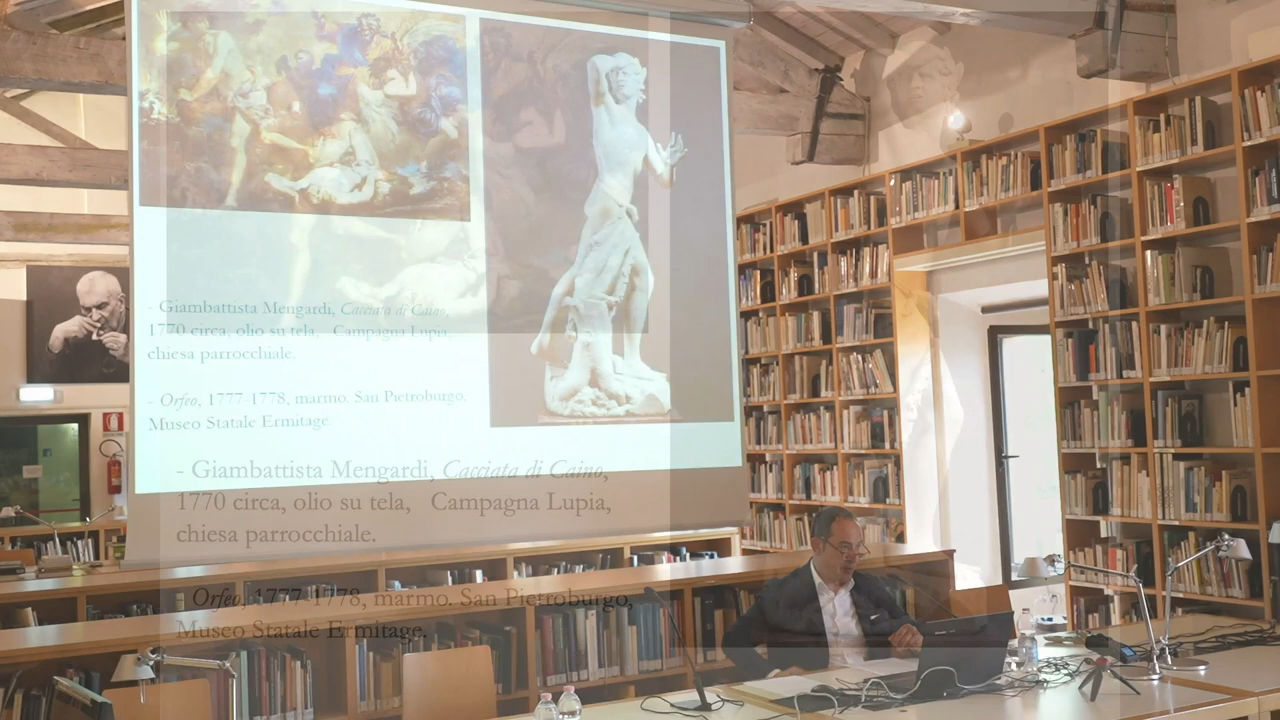 - Giambattista Mengardi, Cacciata di Caino,
1770 circa, olio su tela, Campagna Lupia,
chiesa parrocchiale.
- Orfeo, 1777-1778, marmo. San Pietroburgo,
Museo Statale Ermitage.
- Giambattista Mengardi, Cacciata di Caino,
1770 circa, olio su tela, Campagna Lupia,
chiesa parrocchiale.
Orfeo, 1777-1778, marmo. San Pietroburgo,
Museo Statale Ermitage.